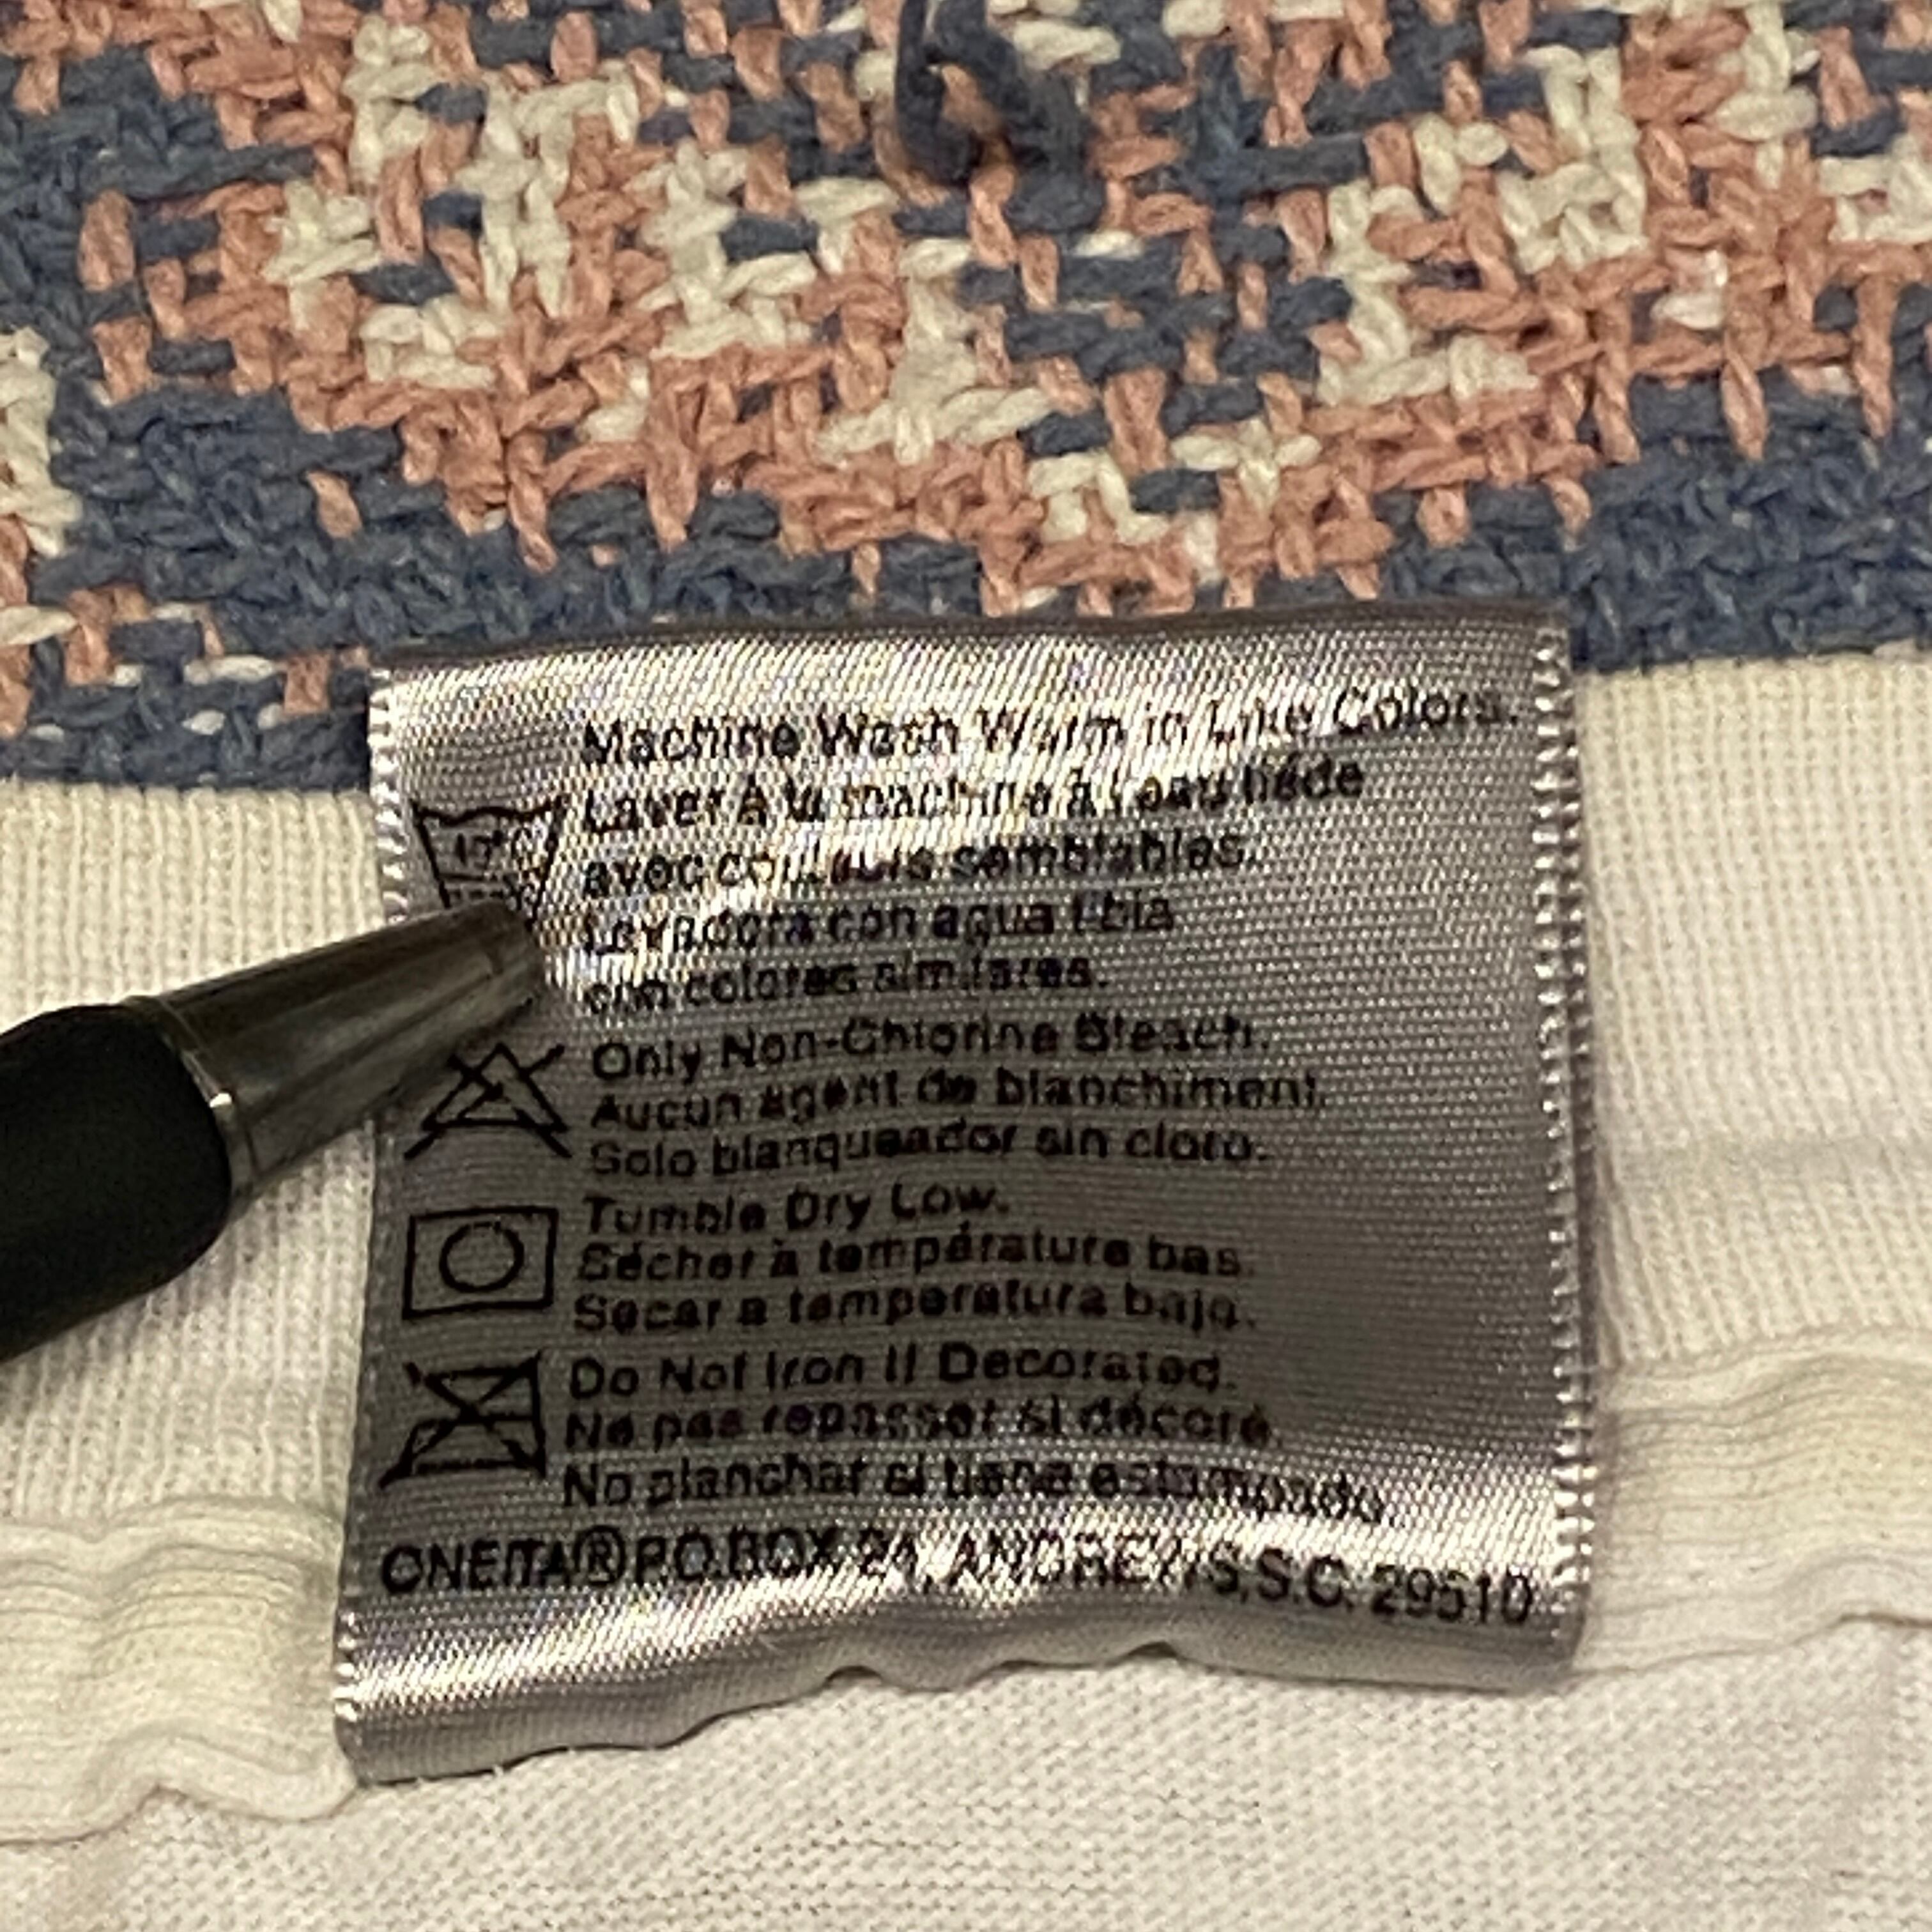 Machine Wash Warm in Like Colors.
Laver à la machine à l'eau tiède
avec couleurs semblables.
Lavadora con agua tibia
con colores similares.
Only Non-Chlorine Bleach.
Aucun agent de blanchiment.
Solo blanqueador sin cloro.
Tumble Dry Low.
Sécher à température bas.
Secar a temperatura bajo.
Do Not Iron If Decorated.
Ne pas repasser si décoré.
No planchar si tiene estampado
ONEITA® P.O. BOX 24, ANDREWS, S.C. 29510